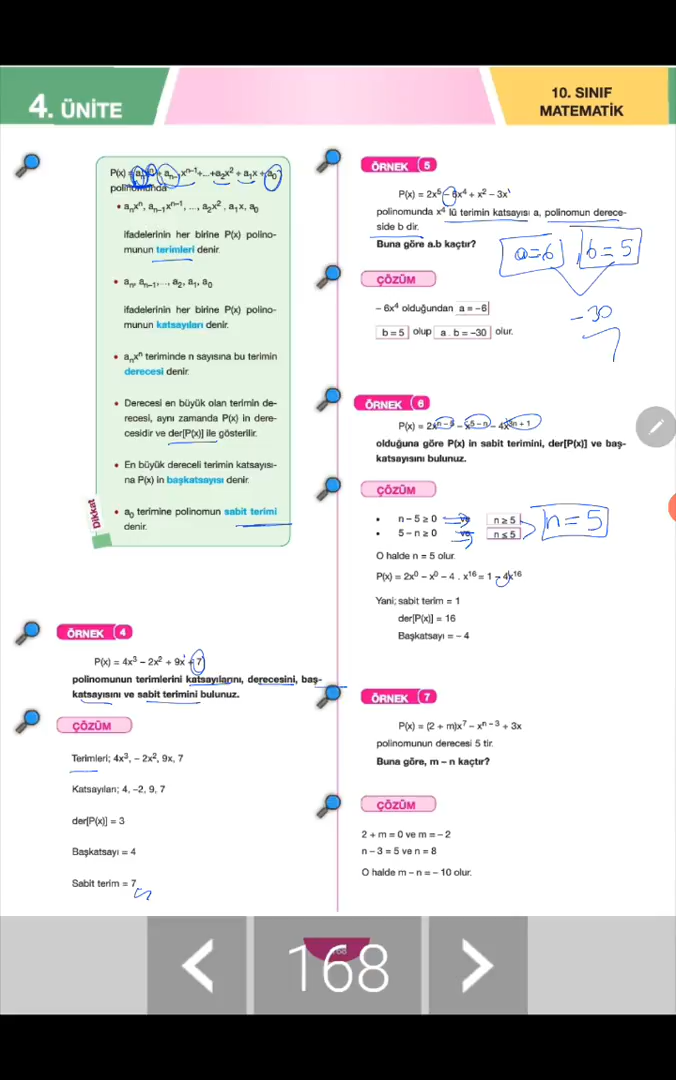 4. ÜNİTE
10. SINIF
MATEMATİK
P(x) = aₙxⁿ + aₙ₋₁xⁿ⁻¹+...+a₂x² + a₁x + a₀
polinomunda
• aₙxⁿ, aₙ₋₁xⁿ⁻¹, ..., a₂x², a₁x, a₀
ifadelerinin her birine P(x) polino-
munun terimleri denir.
• aₙ, aₙ₋₁,..., a₂, a₁, a₀
ifadelerinin her birine P(x) polino-
munun katsayıları denir.
• aₙxⁿ teriminde n sayısına bu terimin
derecesi denir.
• Derecesi en büyük olan terimin de-
recesi, aynı zamanda P(x) in dere-
cesidir ve der[P(x)] ile gösterilir.
• En büyük dereceli terimin katsayısı-
na P(x) in başkatsayısı denir.
• a₀ terimine polinomun sabit terimi
denir.
Dikkat
ÖRNEK 4
P(x) = 4x³ – 2x² + 9x + 7
polinomunun terimlerini katsayılarını, derecesini, baş-
katsayısını ve sabit terimini bulunuz.
ÇÖZÜM
Terimleri; 4x³, – 2x², 9x, 7
Katsayıları; 4, –2, 9, 7
der[P(x)] = 3
Başkatsayı = 4
Sabit terim = 7
ÖRNEK 5
P(x) = 2x⁵ – 6x⁴ + x² – 3x
polinomunda x⁴ lü terimin katsayısı a, polinomun derece-
side b dir.
Buna göre a.b kaçtır?
a=6 b=5
-30
ÇÖZÜM
– 6x⁴ olduğundan a = –6
b = 5 olup a . b = –30 olur.
ÖRNEK 6
P(x) = 2xⁿ⁻⁵ – x⁵⁻ⁿ – 4x³ⁿ⁺¹
olduğuna göre P(x) in sabit terimini, der[P(x)] ve baş-
katsayısını bulunuz.
ÇÖZÜM
• n – 5 ≥ 0 ve n ≥ 5
• 5 – n ≥ 0 ve n ≤ 5
n=5
O halde n = 5 olur.
P(x) = 2x⁰ – x⁰ – 4 . x¹⁶ = 1 – 4x¹⁶
Yani; sabit terim = 1
der[P(x)] = 16
Başkatsayı = – 4
ÖRNEK 7
P(x) = (2 + m)x⁷ – xⁿ⁻³ + 3x
polinomunun derecesi 5 tir.
Buna göre, m – n kaçtır?
ÇÖZÜM
2 + m = 0 ve m = – 2
n – 3 = 5 ve n = 8
O halde m – n = – 10 olur.
168